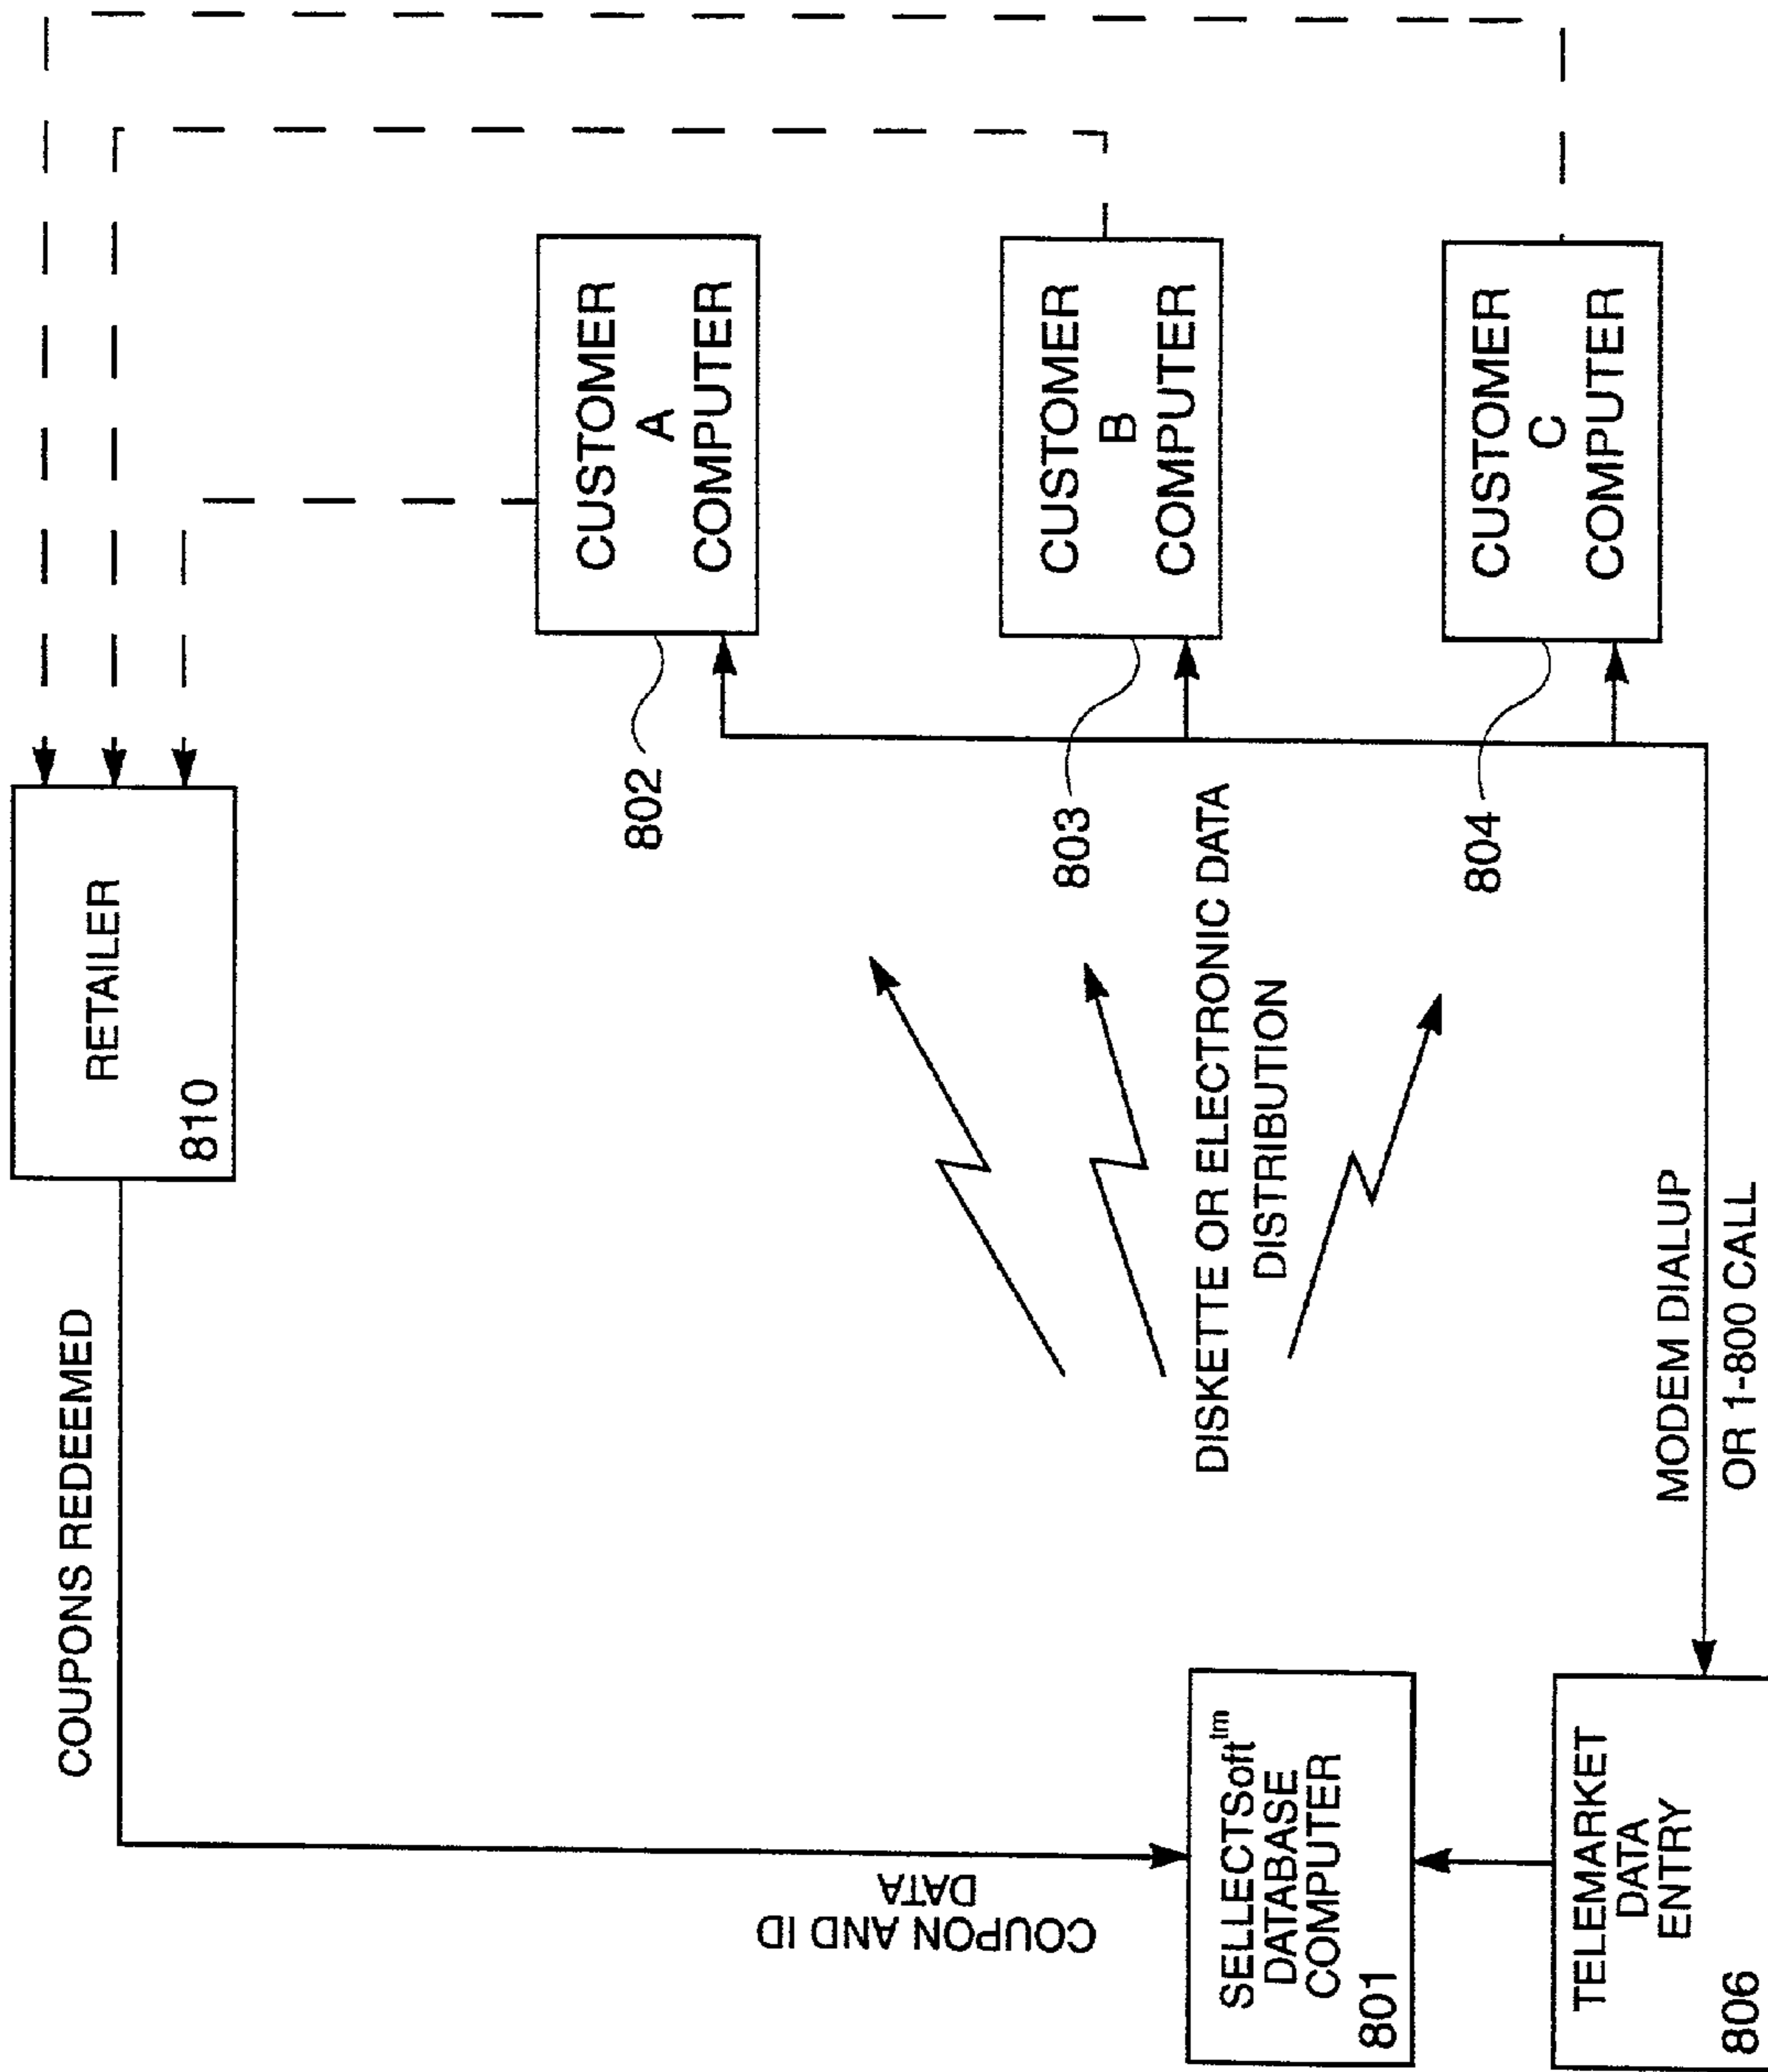 COUPONS REDEEMED
RETAILER
810
COUPON AND ID
DATA
SELLECTSoft™
DATABASE
COMPUTER
801
DISKETTE OR ELECTRONIC DATA
DISTRIBUTION
802
CUSTOMER
A
COMPUTER
803
CUSTOMER
B
COMPUTER
804
CUSTOMER
C
COMPUTER
TELEMARKET
DATA
ENTRY
806
MODEM DIALUP
OR 1-800 CALL